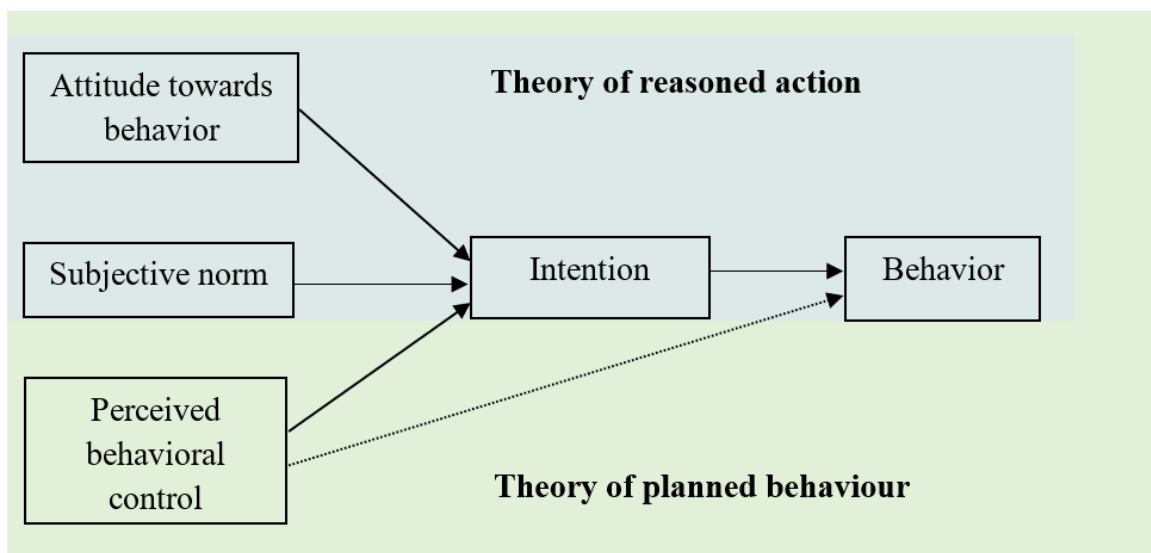 Attitude towards
behavior
Theory of reasoned action
Subjective norm
Intention
Behavior
Perceived
behavioral
control
Theory of planned behaviour